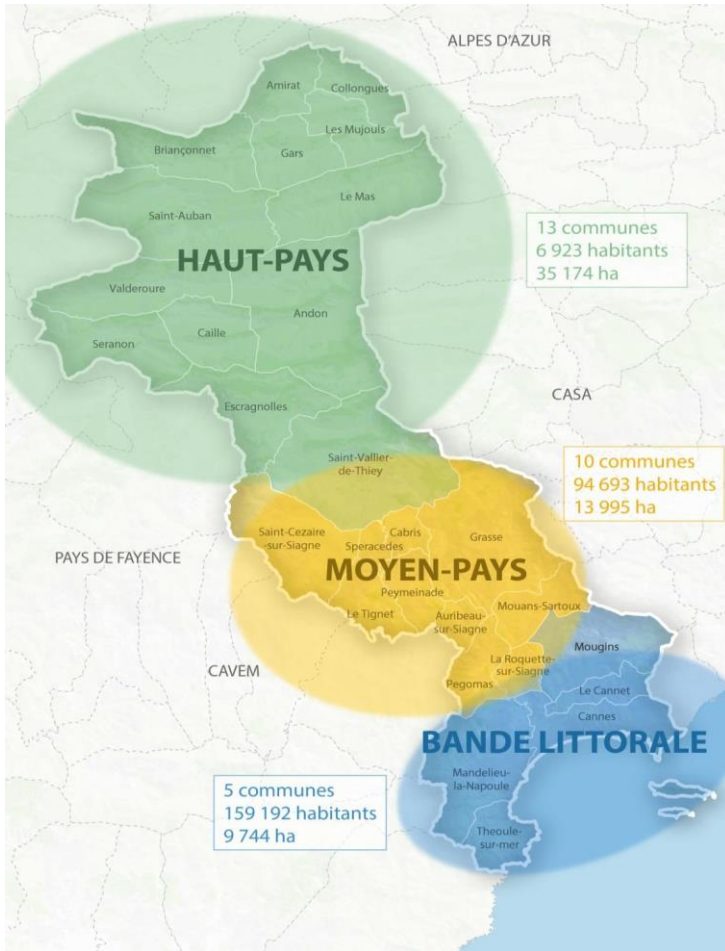 ALPES D'AZUR
Amirat
Collongues
Les Mujouls
Briançonnet
Gars
Le Mas
Saint-Auban
13 communes
6 923 habitants
35 174 ha
HAUT-PAYS
Valderoure
Andon
Caille
Seranon
CASA
Escragnolles
Saint-Vallier-
de-Thiey
10 communes
94 693 habitants
13 995 ha
Saint-Cezaire
-sur-Siagne
Cabris
Grasse
Speracedes
PAYS DE FAYENCE
MOYEN-PAYS
Peymeinade
Le Tignet
Auribeau
-sur-Siagne
Mouans-Sartoux
Mougins
La Roquette-
sur-Siagne
CAVEM
Pegomas
Le Cannet
Cannes
BANDE LITTORALE
Mandelieu-
la-Napoule
5 communes
159 192 habitants
9 744 ha
Theoule-
sur-mer